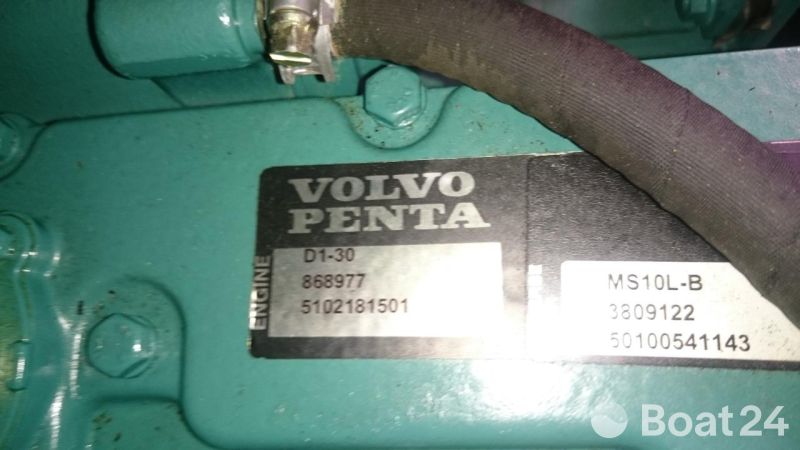 VOLVO
PENTA
ENGINE
D1-30
868977
5102181501
MS10L-B
3809122
50100541143
Boat24